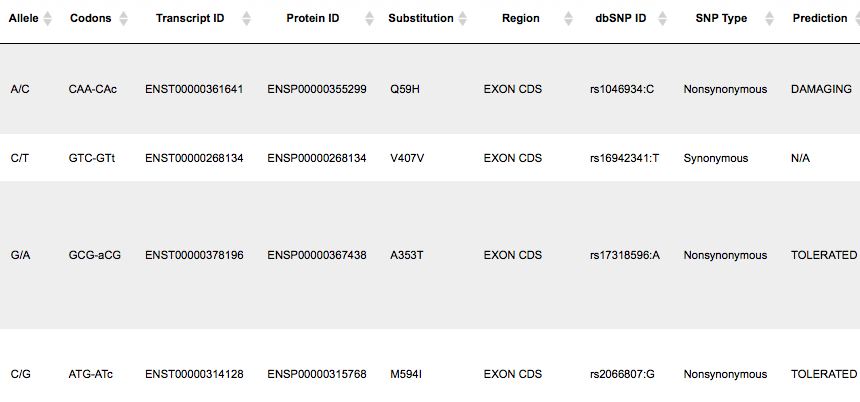 Allele Codons Transcript ID Protein ID Substitution Region dbSNP ID SNP Type Prediction
A/C CAA-CAc ENST00000361641 ENSP00000355299 Q59H EXON CDS rs1046934:C Nonsynonymous DAMAGING
C/T GTC-GTt ENST00000268134 ENSP00000268134 V407V EXON CDS rs16942341:T Synonymous N/A
G/A GCG-aCG ENST00000378196 ENSP00000367438 A353T EXON CDS rs17318596:A Nonsynonymous TOLERATED
C/G ATG-ATc ENST00000314128 ENSP00000315768 M594I EXON CDS rs2066807:G Nonsynonymous TOLERATED